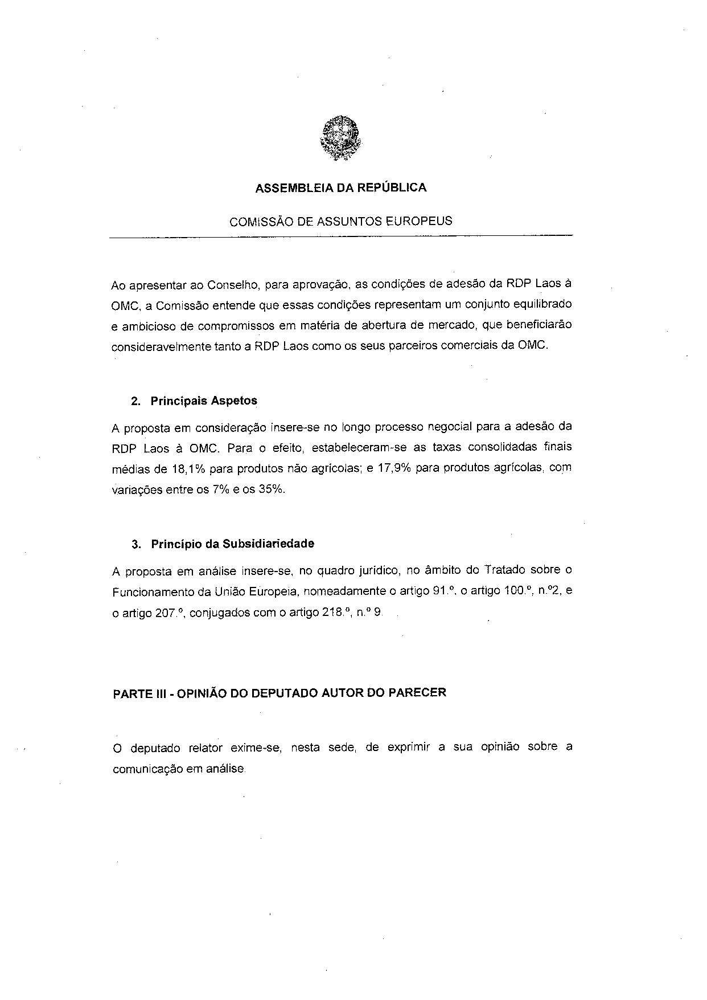 ASSEMBLEIA DA REPÚBLICA
COMISSÃO DE ASSUNTOS EUROPEUS
Ao apresentar ao Conselho, para aprovação, as condições de adesão da RDP Laos à
OMC, a Comissão entende que essas condições representam um conjunto equilibrado
e ambicioso de compromissos em matéria de abertura de mercado, que beneficiarão
consideravelmente tanto a RDP Laos como os seus parceiros comerciais da OMC.
2. Principais Aspetos
A proposta em consideração insere-se no longo processo negocial para a adesão da
RDP Laos à OMC. Para o efeito, estabeleceram-se as taxas consolidadas finais
médias de 18,1% para produtos não agrícolas; e 17,9% para produtos agrícolas, com
variações entre os 7% e os 35%.
3. Princípio da Subsidiariedade
A proposta em análise insere-se, no quadro jurídico, no âmbito do Tratado sobre o
Funcionamento da União Europeia, nomeadamente o artigo 91.º, o artigo 100.º, n.º2, e
o artigo 207.º, conjugados com o artigo 218.º, n.º 9.
PARTE III - OPINIÃO DO DEPUTADO AUTOR DO PARECER
O deputado relator exime-se, nesta sede, de exprimir a sua opinião sobre a
comunicação em análise.